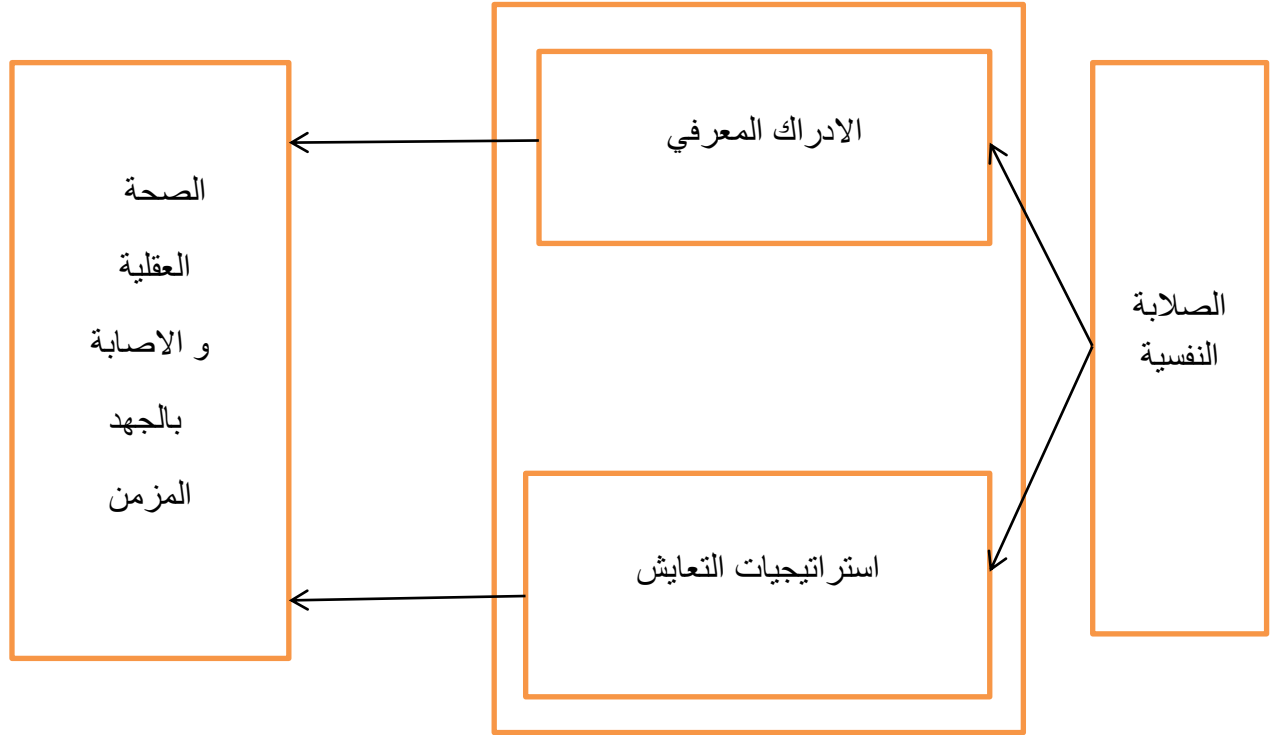 الصلابة
النفسية
الادراك المعرفي
استراتيجيات التعايش
الصحة
العقلية
و الاصابة
بالجهد
المزمن